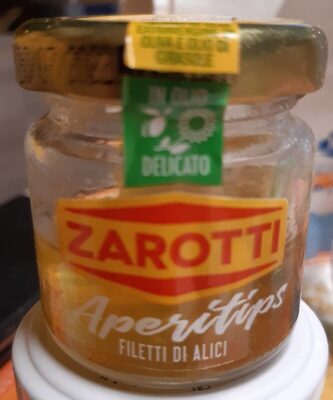 OLIVA E OLIO DI
GIRASOLE
IN OLIO
DELICATO
ZAROTTI
Aperitips
FILETTI DI ALICI